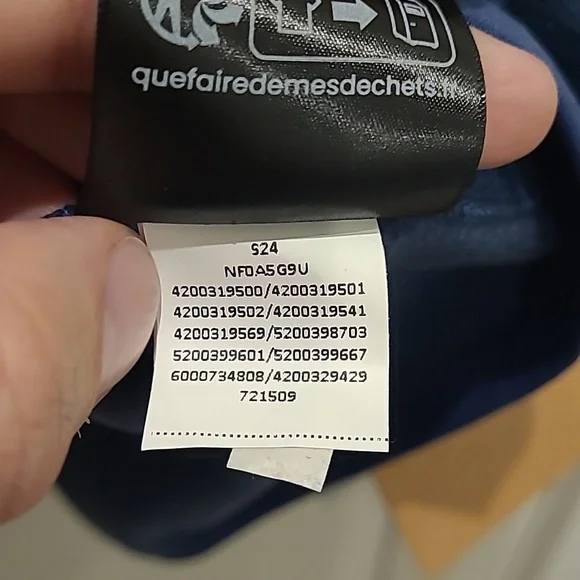 quefairedemesdechets.fr
S24
NF0A5G9U
4200319500/4200319501
4200319502/4200319541
4200319569/5200398703
5200399601/5200399667
6000734808/4200329429
721509